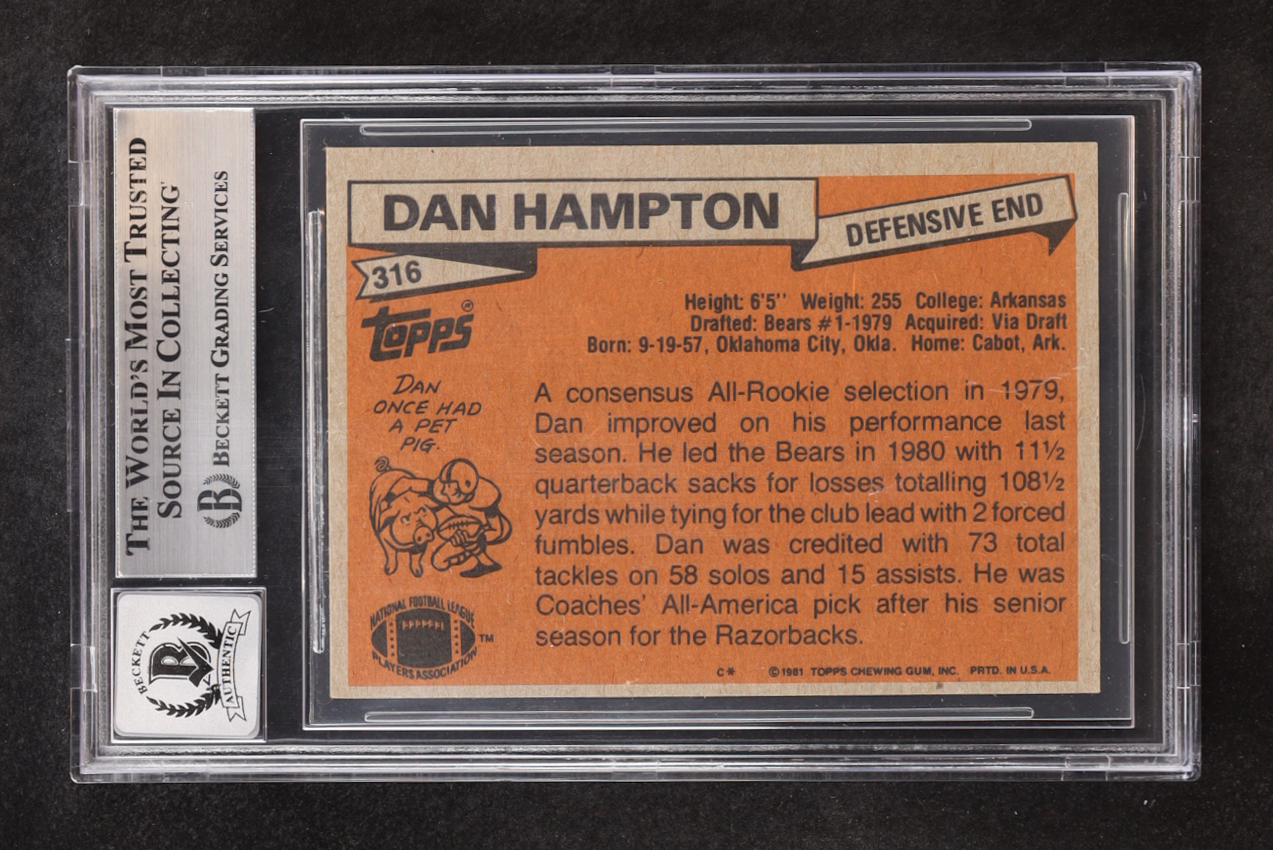 THE WORLD'S MOST TRUSTED
SOURCE IN COLLECTING
BECKETT GRADING SERVICES
B
BECKETT
B
AUTHENTIC
DAN HAMPTON
DEFENSIVE END
316
TOPPS®
Height: 6'5'' Weight: 255 College: Arkansas
Drafted: Bears #1-1979 Acquired: Via Draft
Born: 9-19-57, Oklahoma City, Okla. Home: Cabot, Ark.
DAN
ONCE HAD
A PET
PIG.
A consensus All-Rookie selection in 1979,
Dan improved on his performance last
season. He led the Bears in 1980 with 11½
quarterback sacks for losses totalling 108½
yards while tying for the club lead with 2 forced
fumbles. Dan was credited with 73 total
tackles on 58 solos and 15 assists. He was
Coaches' All-America pick after his senior
season for the Razorbacks.
NATIONAL FOOTBALL LEAGUE
PLAYERS ASSOCIATION
TM
C* ©1981 TOPPS CHEWING GUM, INC. PRTD. IN U.S.A.